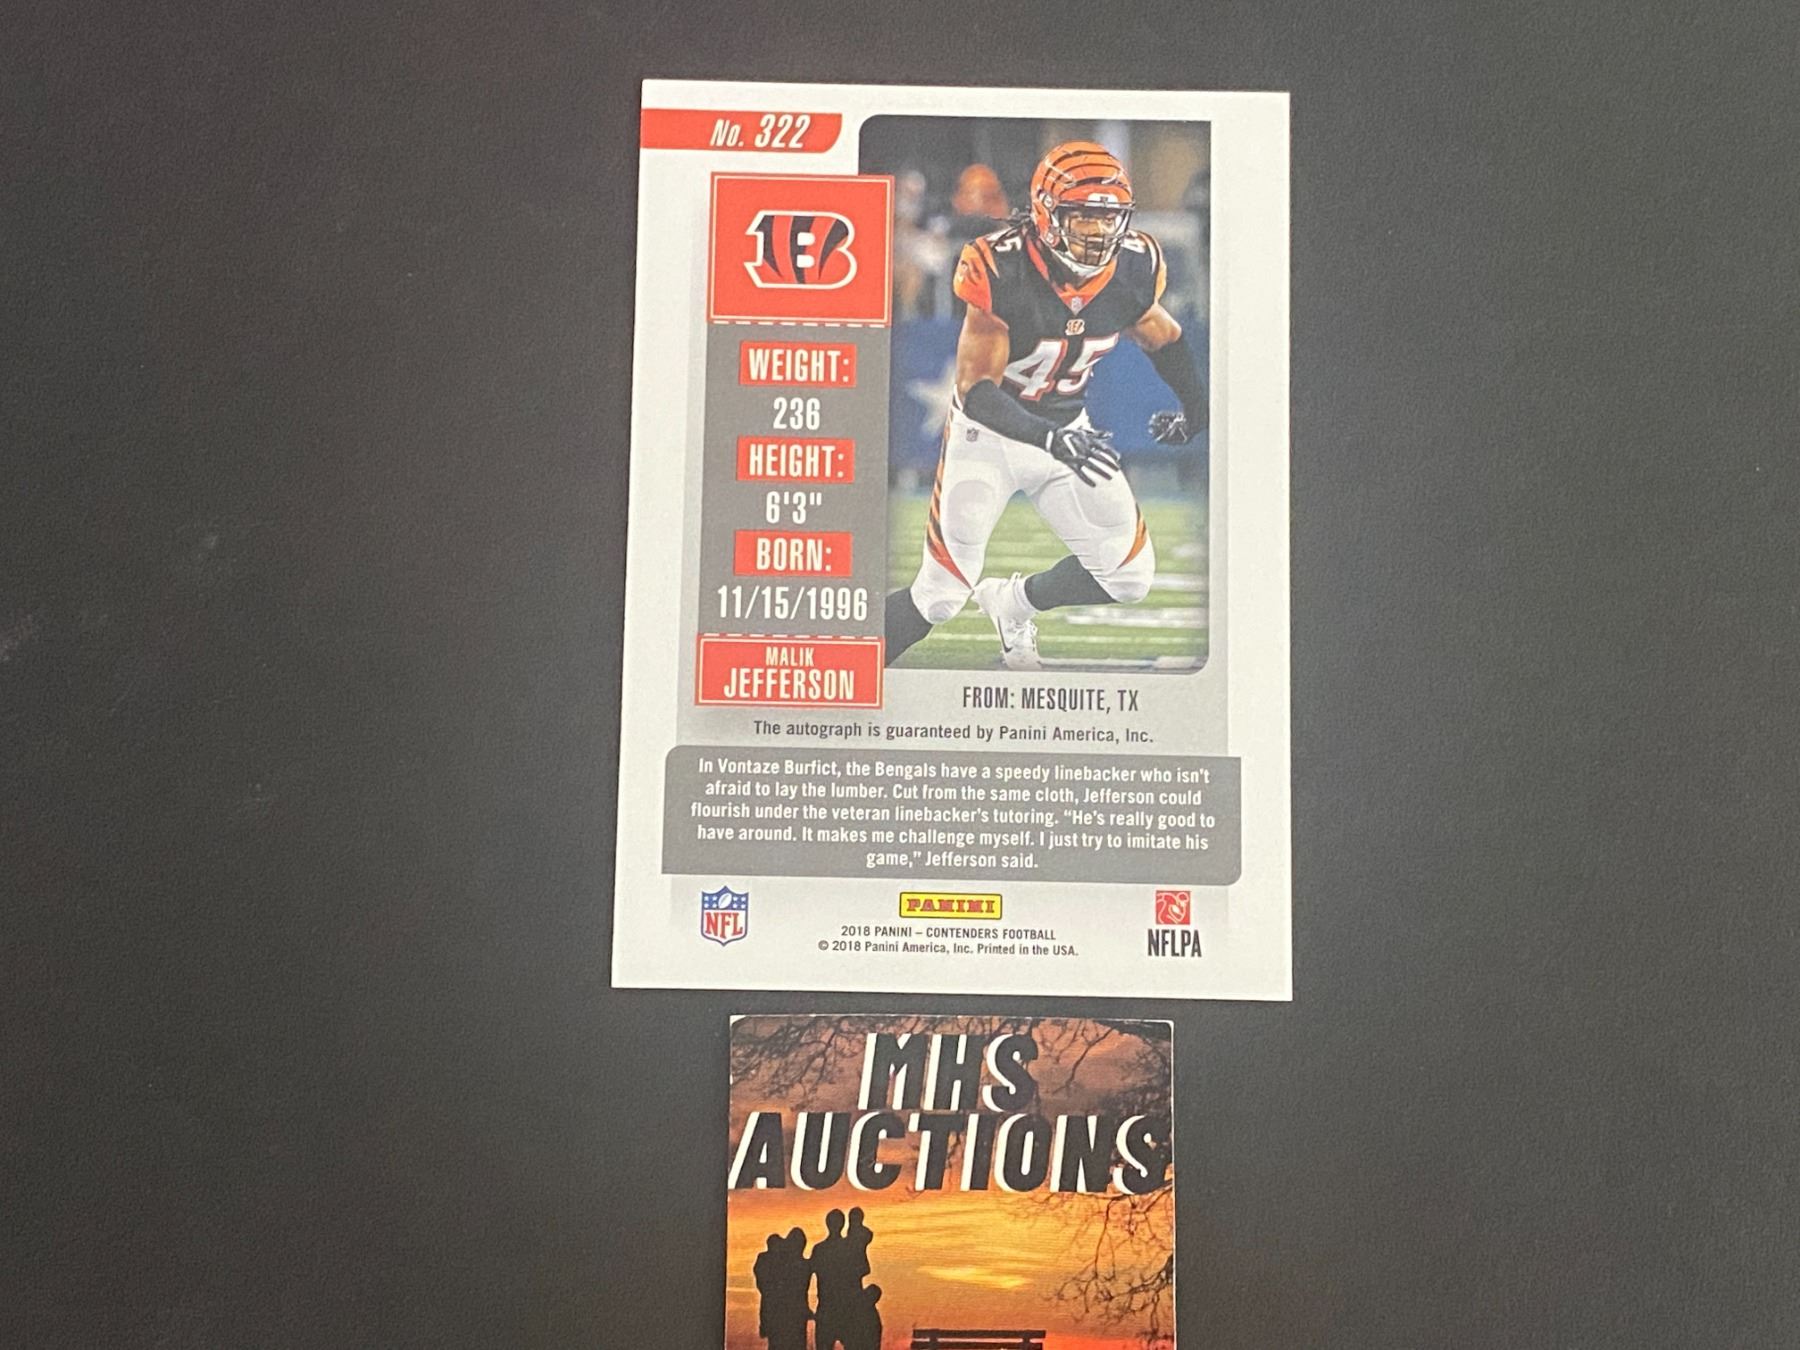 No. 322
B
WEIGHT:
236
HEIGHT:
6'3"
BORN:
11/15/1996
MALIK
JEFFERSON
45
45
FROM: MESQUITE, TX
The autograph is guaranteed by Panini America, Inc.
In Vontaze Burfict, the Bengals have a speedy linebacker who isn't
afraid to lay the lumber. Cut from the same cloth, Jefferson could
flourish under the veteran linebacker's tutoring. “He's really good to
have around. It makes me challenge myself. I just try to imitate his
game,” Jefferson said.
NFL
PANINI
2018 PANINI – CONTENDERS FOOTBALL
© 2018 Panini America, Inc. Printed in the USA.
NFLPA
MHS
AUCTIONS